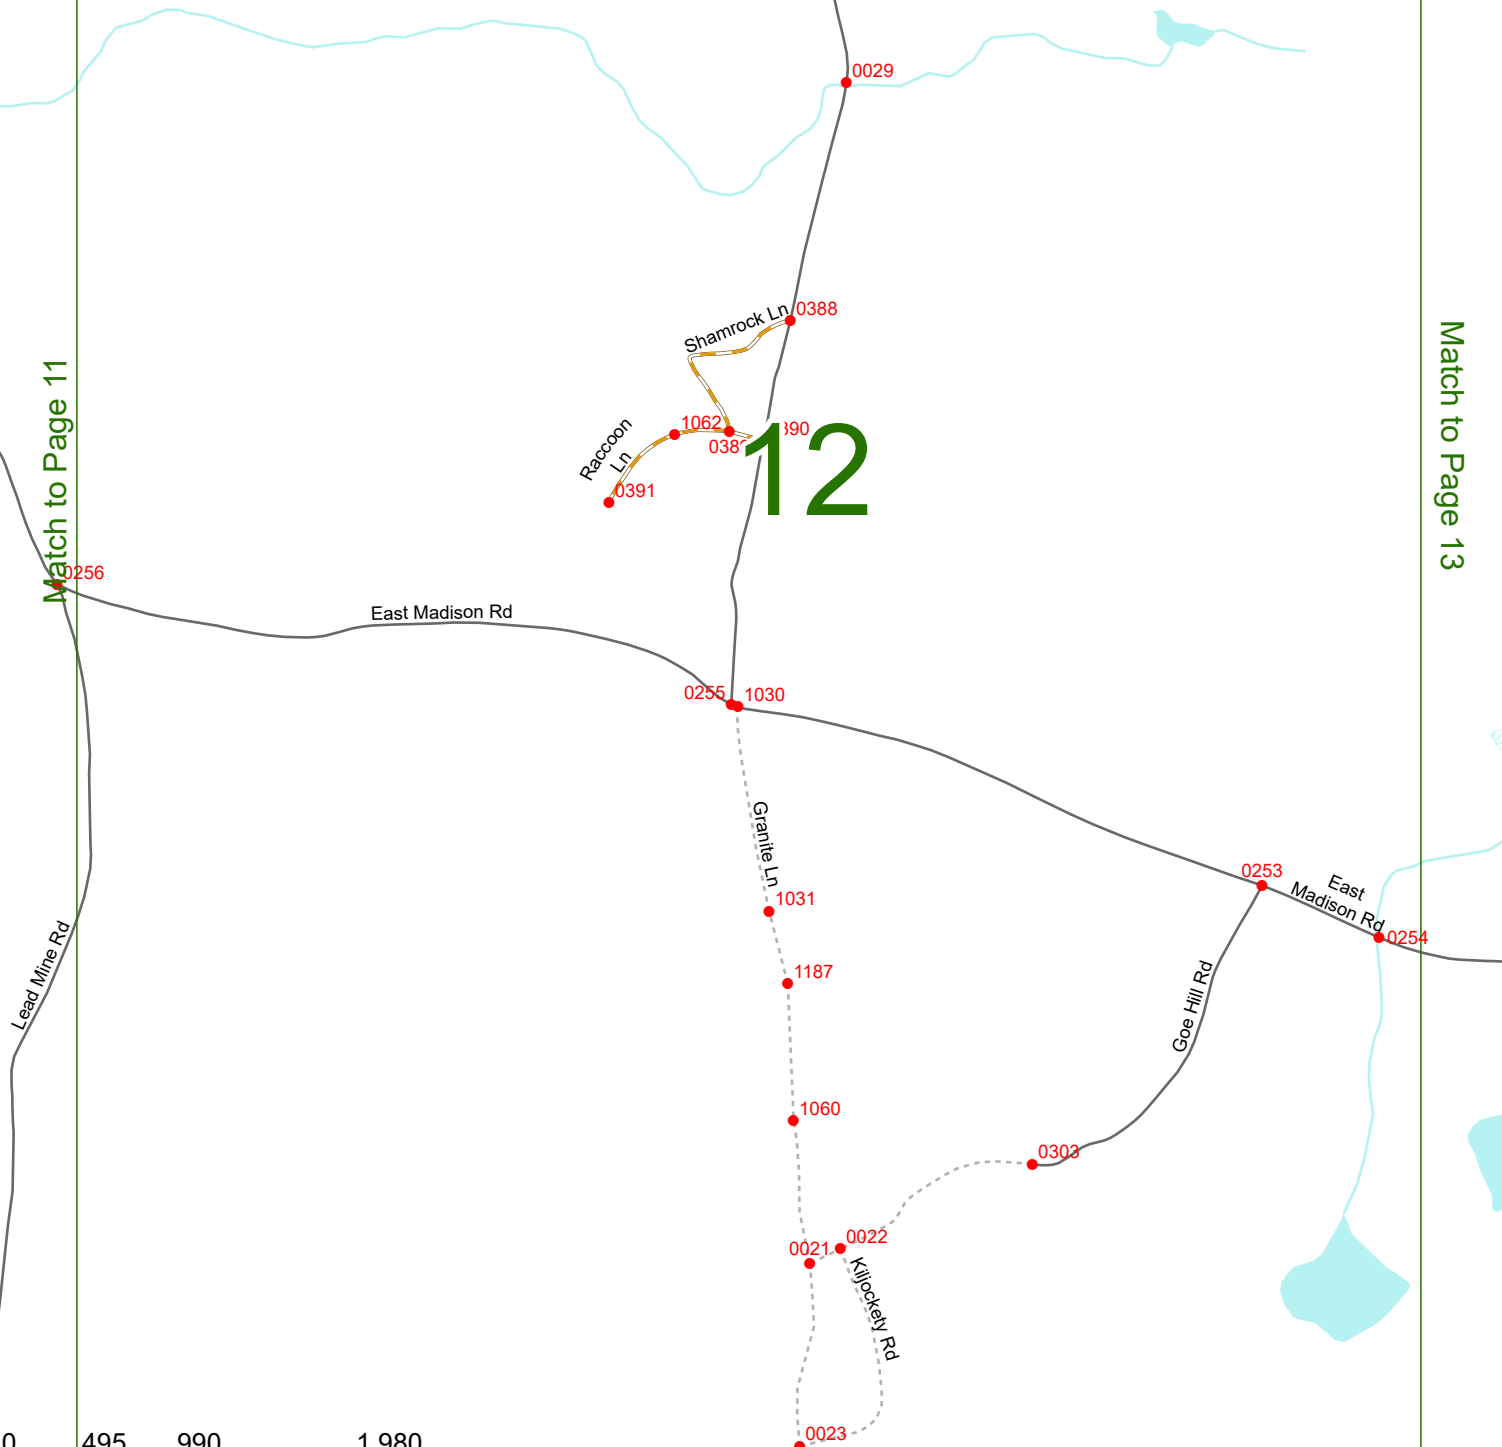 0029
Shamrock Ln
0388
Match to Page 11
Match to Page 13
1062
12
Raccoon
Ln
0391
0256
East Madison Rd
0255
1030
Granite Ln
0253
East
Madison Rd
0254
1031
Lead Mine Rd
1187
Goe Hill Rd
1060
0303
0021
0022
Kiljockety Rd
0023
0 495 990 1,980